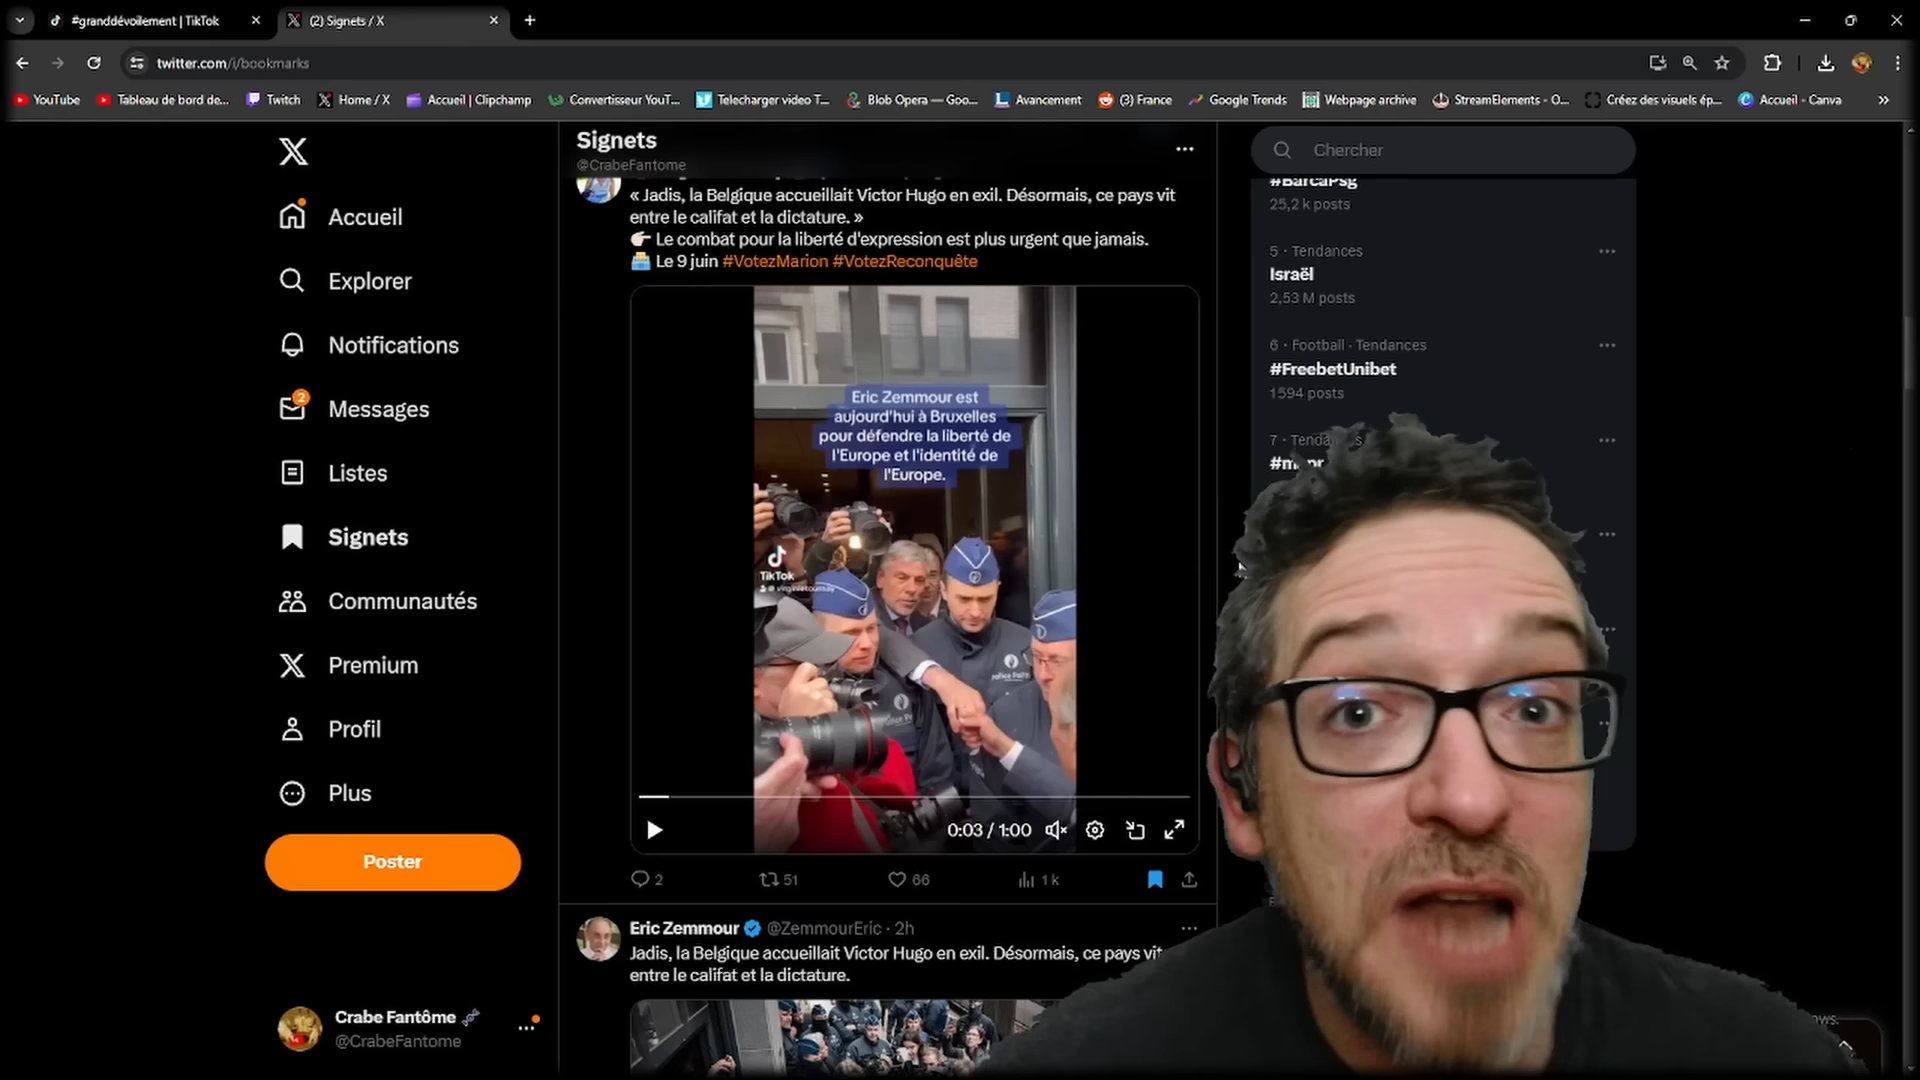 #granddévoilement | TikTok
(2) Signets / X
twitter.com/i/bookmarks
YouTube
Tableau de bord de...
Twitch
Home / X
Accueil | Clipchamp
Convertisseur YouT...
Telecharger video T...
Blob Opera — Goo...
Avancement
(3) France
Google Trends
Webpage archive
StreamElements - O...
Créez des visuels ép...
Accueil - Canva
Accueil
Explorer
Notifications
2
Messages
Listes
Signets
Communautés
Premium
Profil
Plus
Poster
Crabe Fantôme
@CrabeFantome
Signets
@CrabeFantome
« Jadis, la Belgique accueillait Victor Hugo en exil. Désormais, ce pays vit
entre le califat et la dictature. »
Le combat pour la liberté d'expression est plus urgent que jamais.
Le 9 juin #VotezMarion #VotezReconquête
Eric Zemmour est
aujourd'hui à Bruxelles
pour défendre la liberté de
l'Europe et l'identité de
l'Europe.
TikTok
0:03 / 1:00
2
51
66
1 k
Eric Zemmour @ZemmourEric · 2h
Jadis, la Belgique accueillait Victor Hugo en exil. Désormais, ce pays vit
entre le califat et la dictature.
Chercher
#BarcaPsg
25,2 k posts
5 · Tendances
Israël
2,53 M posts
6 · Football · Tendances
#FreebetUnibet
1 594 posts
7 · Tendances